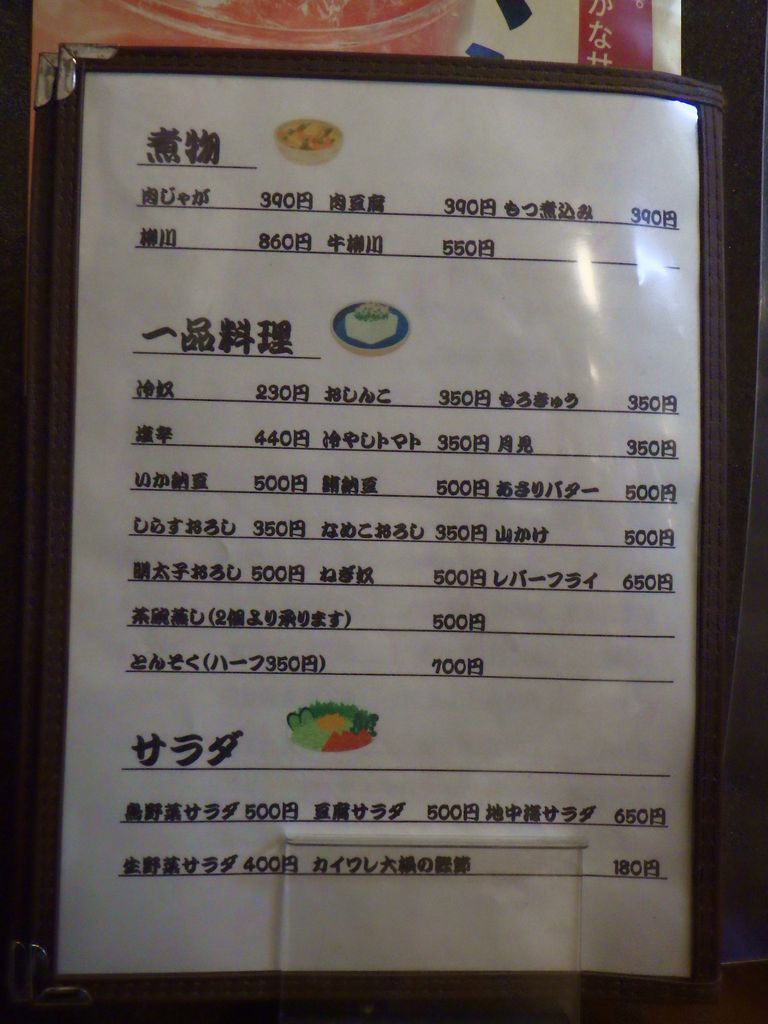 。
がなサ
煮物
肉じゃが 390円 肉豆腐 390円 もつ煮込み 390円
柳川 860円 牛柳川 550円
一品料理
冷奴 230円 おしんこ 350円 もろきゅう 350円
塩辛 440円 冷やしトマト 350円 月見 350円
いか納豆 500円 納豆 500円 あさりバター 500円
しらすおろし 350円 なめこおろし 350円 山かけ 500円
明太子おろし 500円 ねぎ奴 500円 レバーフライ 650円
茶碗蒸し(2個より承ります) 500円
とんそく(ハーフ350円) 700円
サラダ
鳥野菜サラダ 500円 豆腐サラダ 500円 地中海サラダ 650円
生野菜サラダ 400円 カイワレ大根の 180円